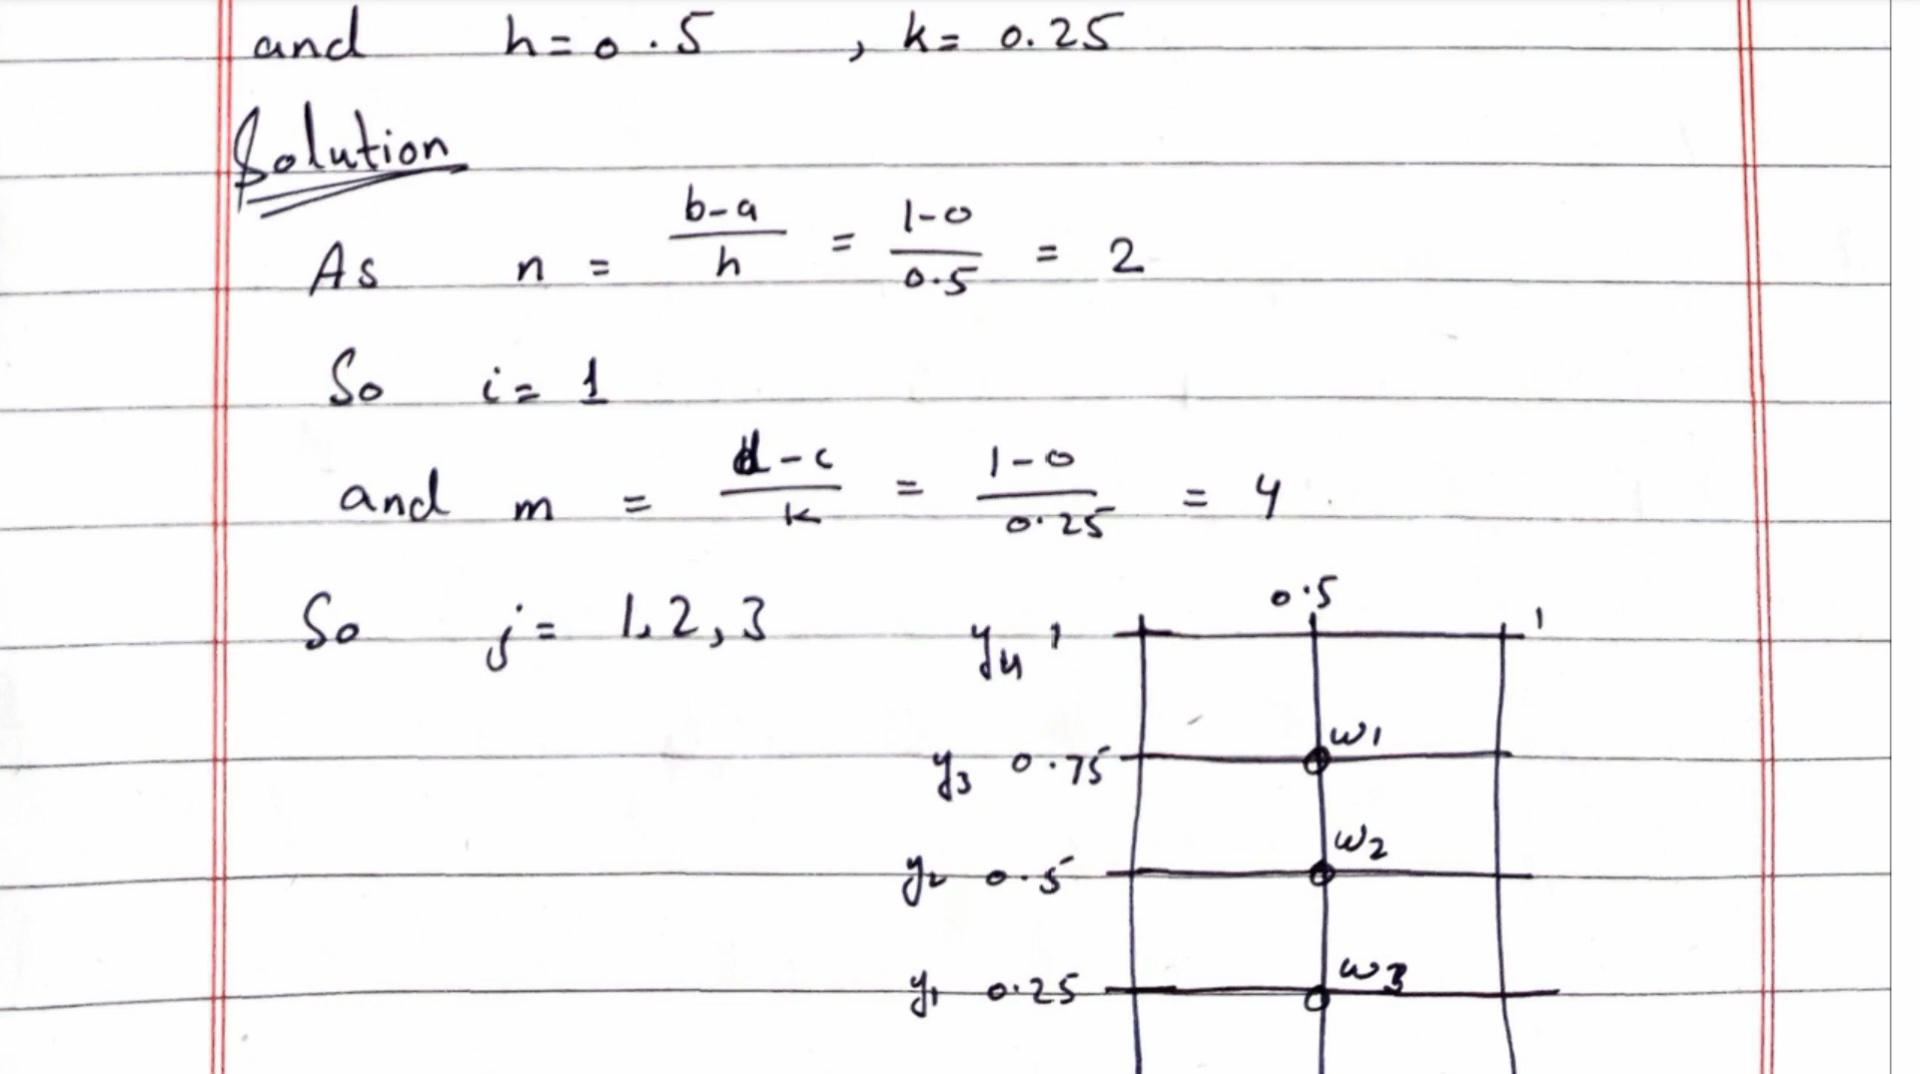 and h = 0.5 , k = 0.25
Solution
As n = b-a / h = 1-0 / 0.5 = 2
So i = 1
and m = d-c / k = 1-0 / 0.25 = 4
So j = 1, 2, 3
0.5
y4 1 1
y3 0.75 w1
y2 0.5 w2
y1 0.25 w3